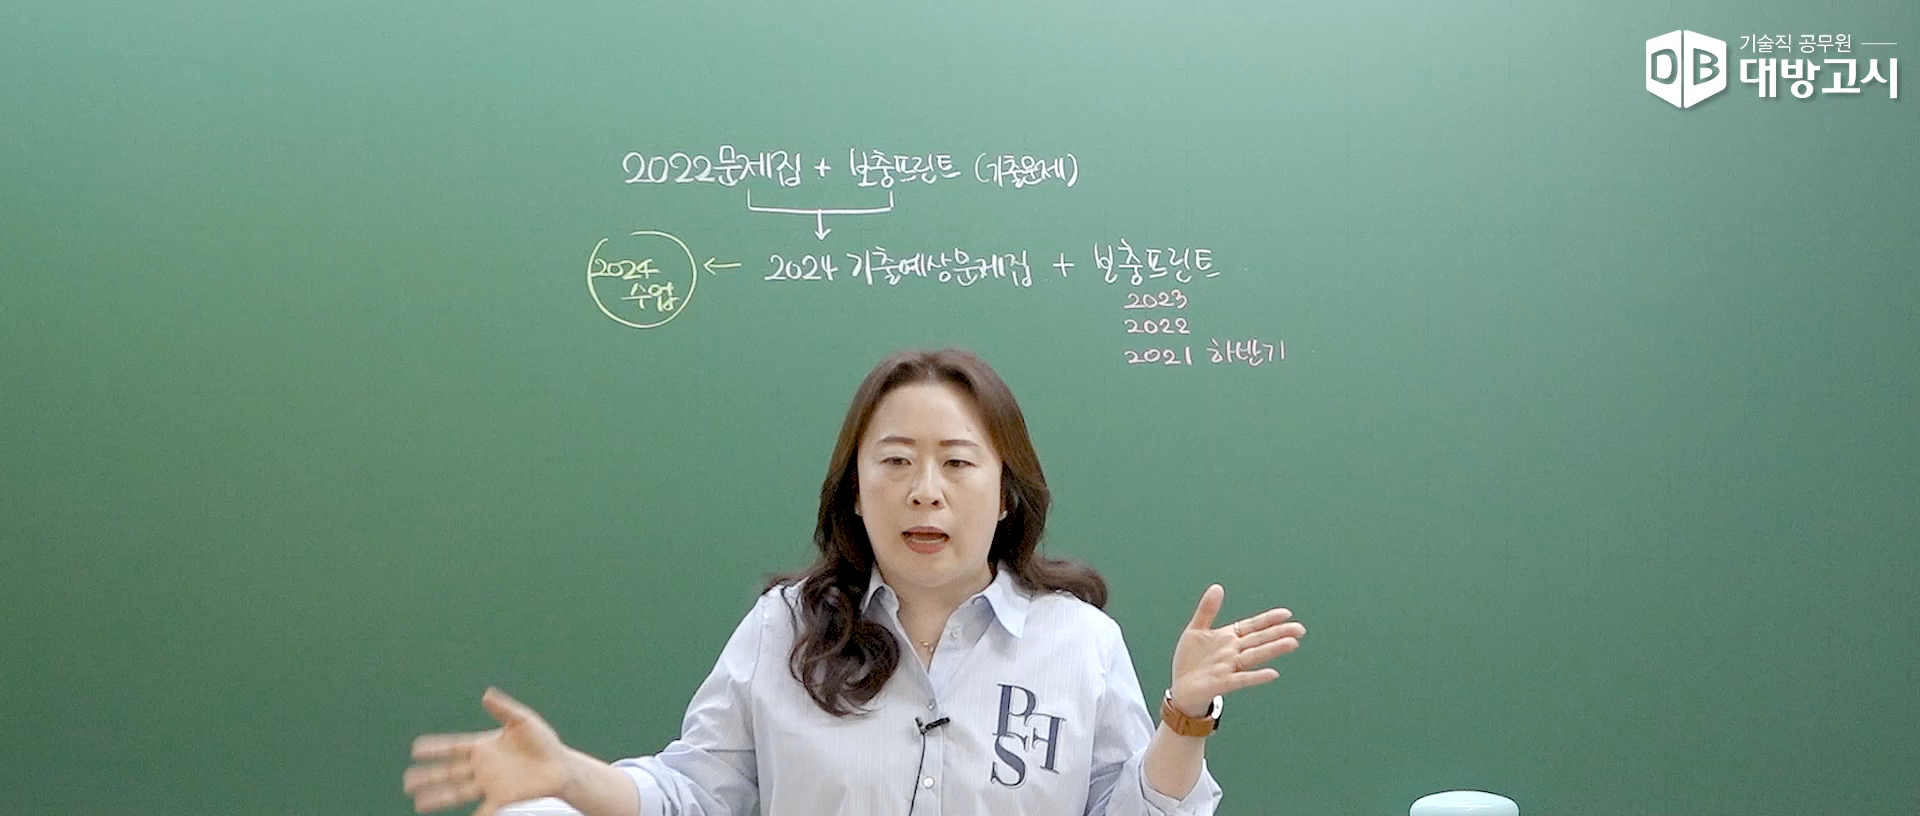 기술직 공무원
DB 대방고시
2022문제집 + 보충프린트 (기출문제)
2024 수업 ← 2024 기출예상문제집 + 보충프린트
2023
2022
2021 하반기
PFS